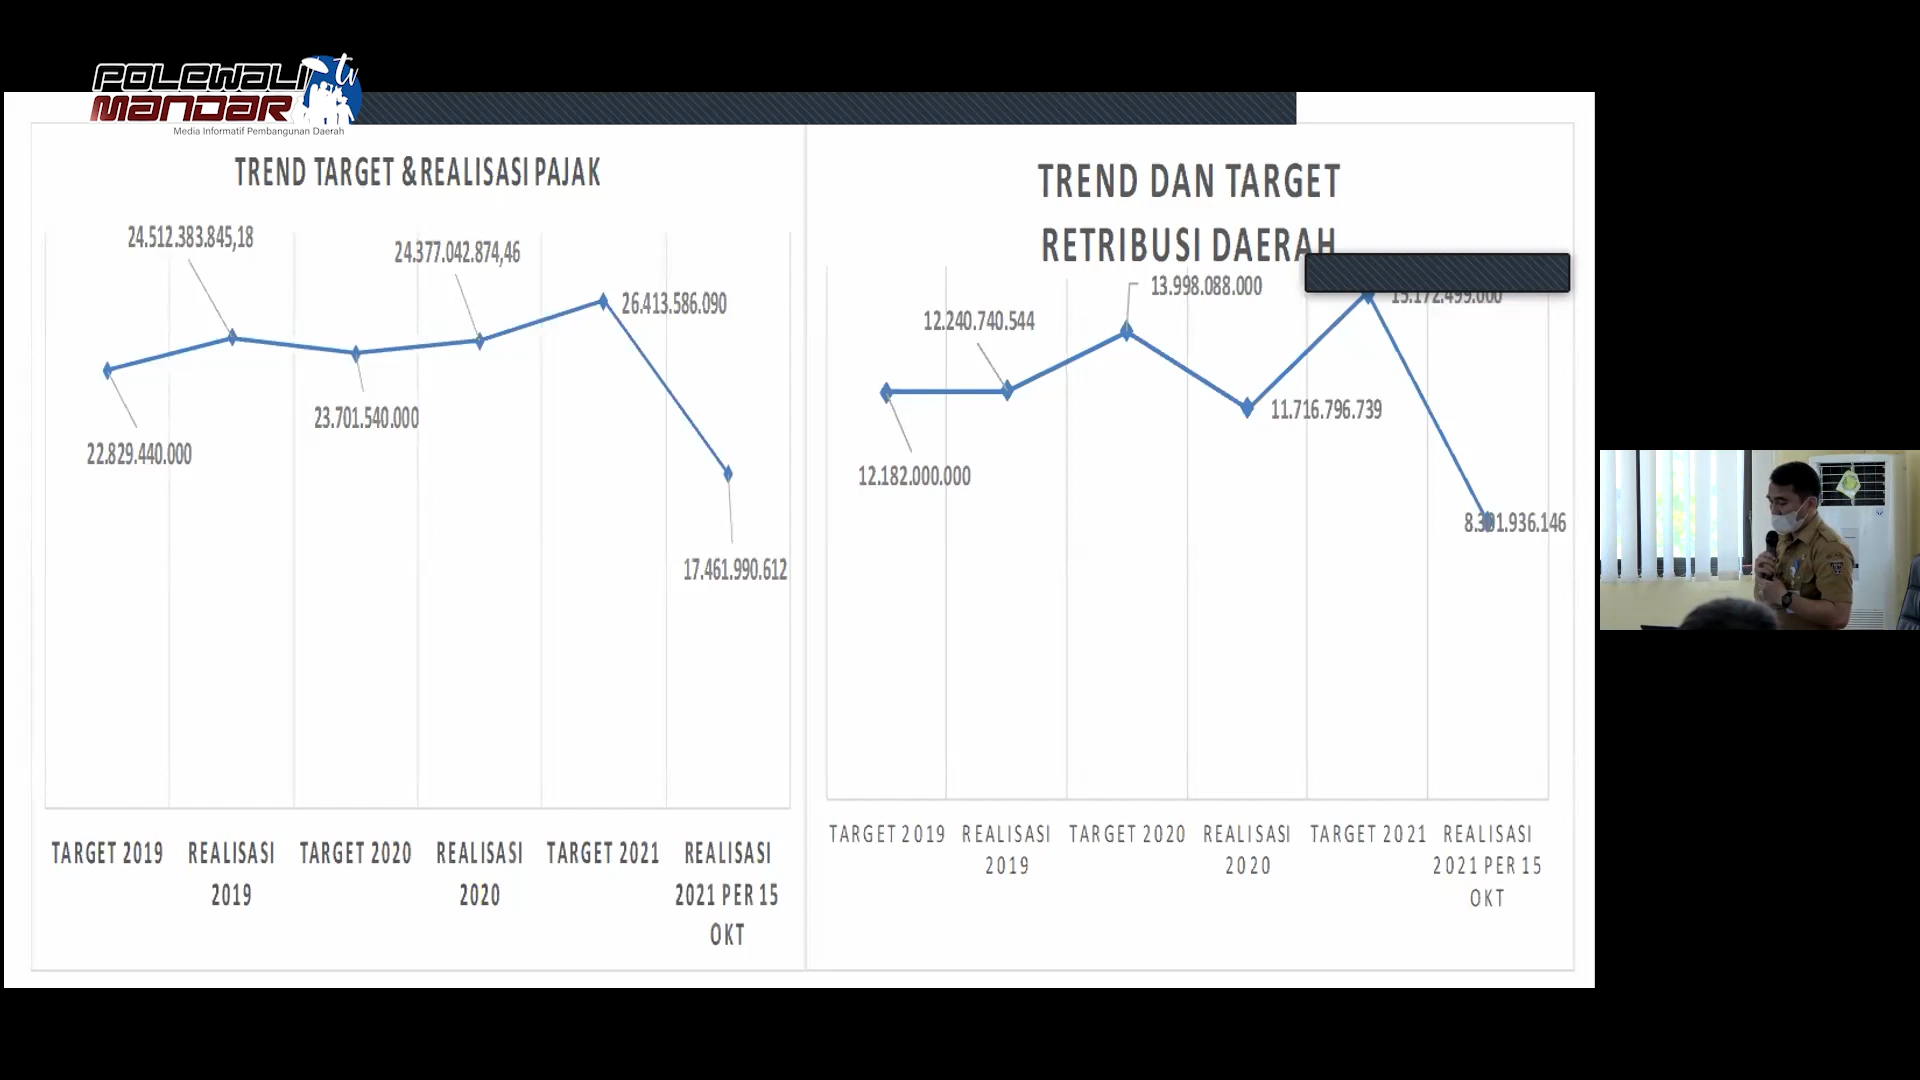 POLEWALI tv
MANDAR
Media Informatif Pembangunan Daerah
TREND TARGET &REALISASI PAJAK
24.512.383.845,18
24.377.042.874,46
26.413.586.090
23.701.540.000
22.829.440.000
17.461.990.612
TARGET 2019
REALISASI
2019
TARGET 2020
REALISASI
2020
TARGET 2021
REALISASI
2021 PER 15
OKT
TREND DAN TARGET
RETRIBUSI DAERAH
13.998.088.000
12.240.740.544
11.716.796.739
12.182.000.000
TARGET 2019
REALISASI
2019
TARGET 2020
REALISASI
2020
TARGET 2021
REALISASI
2021 PER 15
OKT